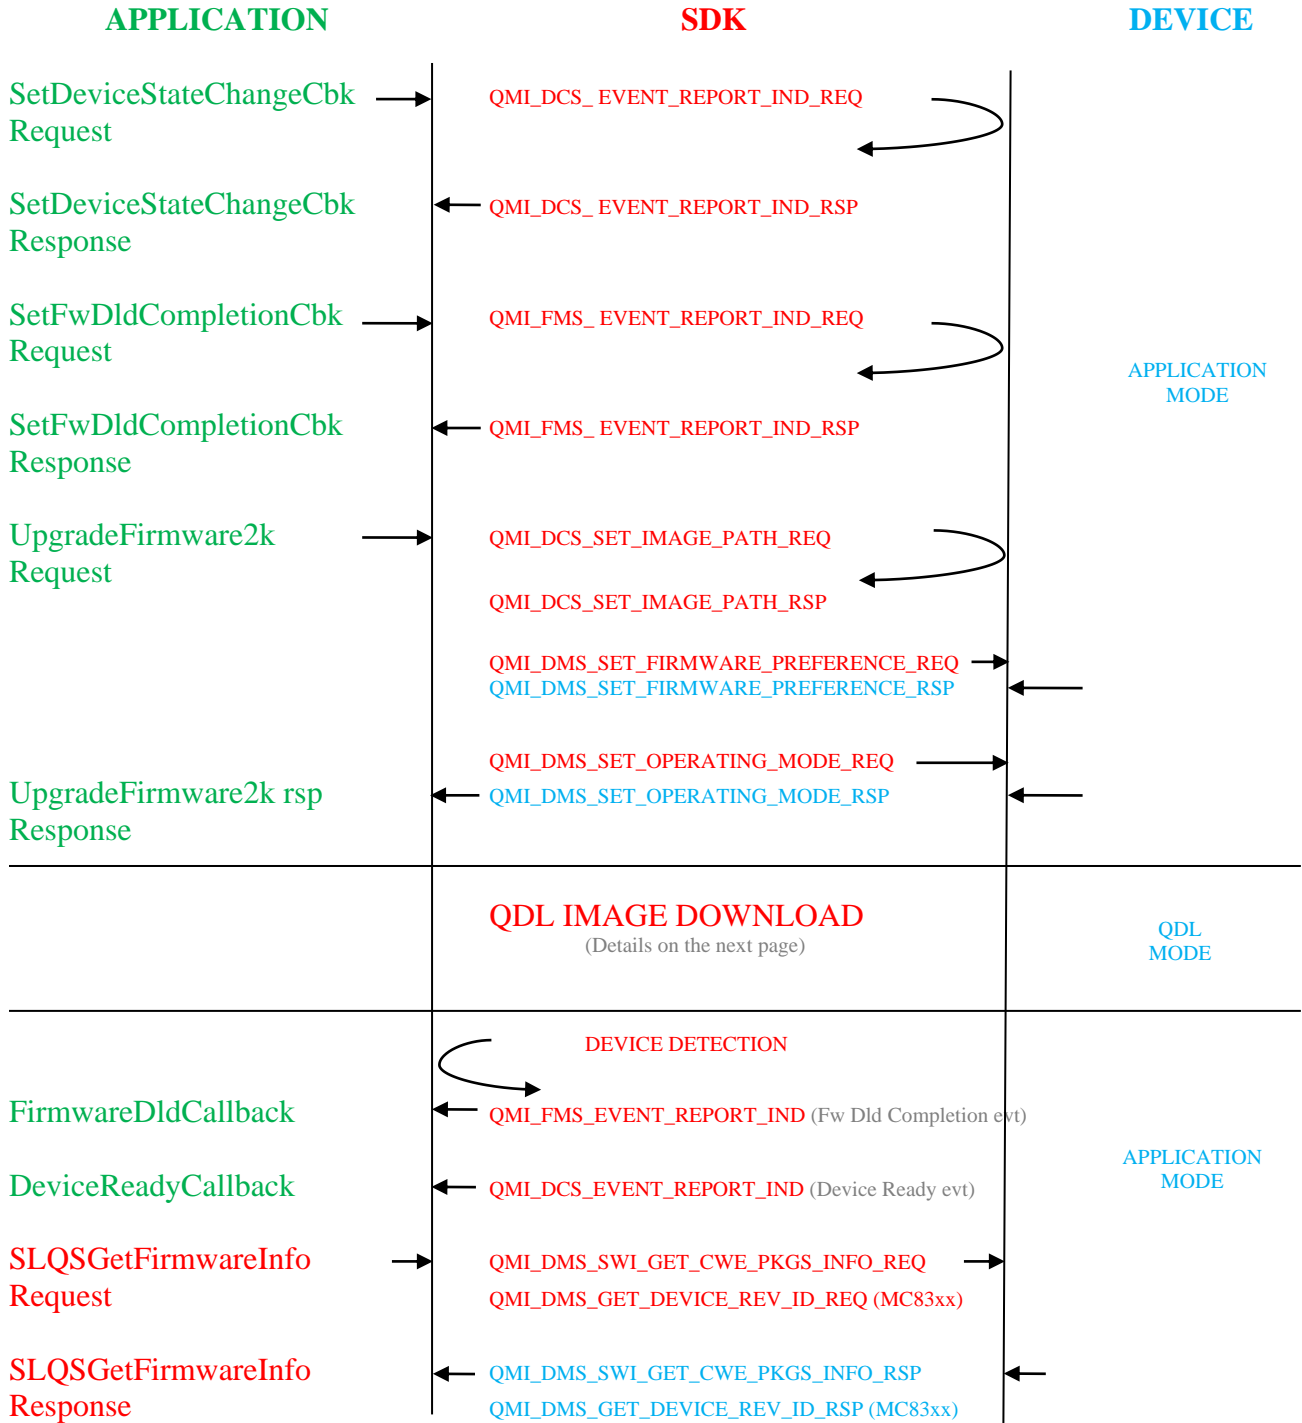 APPLICATION SDK DEVICE
SetDeviceStateChangeCbk QMI_DCS_ EVENT_REPORT_IND_REQ
Request
SetDeviceStateChangeCbk QMI_DCS_ EVENT_REPORT_IND_RSP
Response
SetFwDldCompletionCbk QMI_FMS_ EVENT_REPORT_IND_REQ
Request
APPLICATION
MODE
SetFwDldCompletionCbk QMI_FMS_ EVENT_REPORT_IND_RSP
Response
UpgradeFirmware2k QMI_DCS_SET_IMAGE_PATH_REQ
Request
QMI_DCS_SET_IMAGE_PATH_RSP
QMI_DMS_SET_FIRMWARE_PREFERENCE_REQ
QMI_DMS_SET_FIRMWARE_PREFERENCE_RSP
QMI_DMS_SET_OPERATING_MODE_REQ
UpgradeFirmware2k rsp QMI_DMS_SET_OPERATING_MODE_RSP
Response
QDL IMAGE DOWNLOAD
(Details on the next page)
QDL
MODE
DEVICE DETECTION
FirmwareDldCallback QMI_FMS_EVENT_REPORT_IND (Fw Dld Completion evt)
APPLICATION
MODE
DeviceReadyCallback QMI_DCS_EVENT_REPORT_IND (Device Ready evt)
SLQSGetFirmwareInfo QMI_DMS_SWI_GET_CWE_PKGS_INFO_REQ
Request QMI_DMS_GET_DEVICE_REV_ID_REQ (MC83xx)
SLQSGetFirmwareInfo QMI_DMS_SWI_GET_CWE_PKGS_INFO_RSP
Response QMI_DMS_GET_DEVICE_REV_ID_RSP (MC83xx)